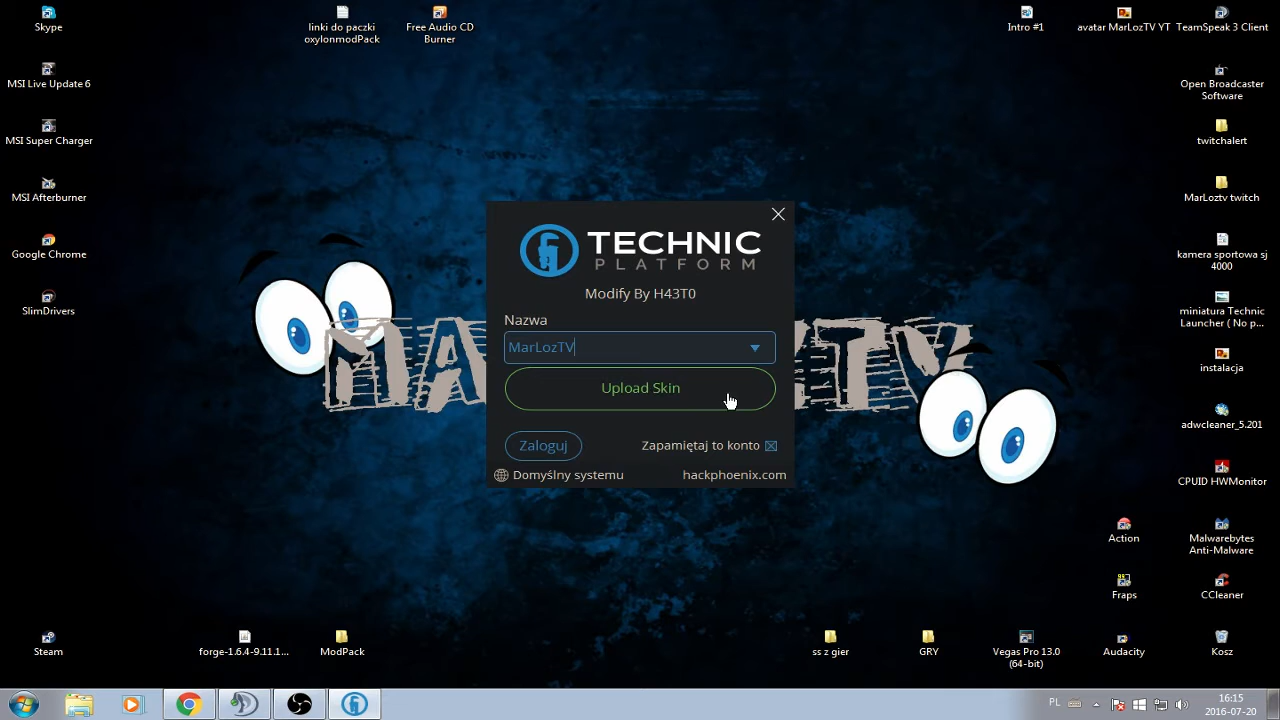 Skype
linki do paczki
oxylonmodPack
Free Audio CD
Burner
Intro #1
avatar MarLozTV YT
TeamSpeak 3 Client
MSI Live Update 6
Open Broadcaster
Software
MSI Super Charger
twitchalert
MSI Afterburner
MarLoztv twitch
Google Chrome
kamera sportowa sj
4000
SlimDrivers
miniatura Technic
Launcher ( No p...
instalacja
adwcleaner_5.201
CPUID HWMonitor
Action
Malwarebytes
Anti-Malware
Fraps
CCleaner
TECHNIC
PLATFORM
Modify By H43T0
Nazwa
MarLozTV
Upload Skin
Zaloguj
Zapamiętaj to konto
Domyślny systemu
hackphoenix.com
Steam
forge-1.6.4-9.11.1...
ModPack
ss z gier
GRY
Vegas Pro 13.0
(64-bit)
Audacity
Kosz
PL
16:15
2016-07-20